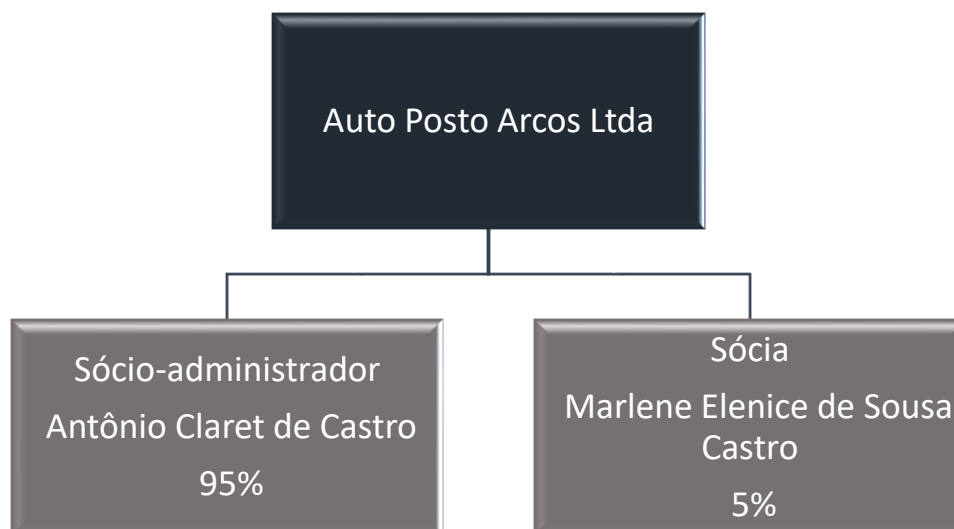 Auto Posto Arcos Ltda
Sócio-administrador
Antônio Claret de Castro
95%
Sócia
Marlene Elenice de Sousa
Castro
5%